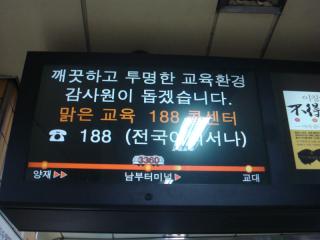 깨끗하고 투명한 교육환경
감사원이 돕겠습니다.
맑은 교육 188 콜센터
☎ 188 (전국어디서나)
3360
양재▶▶ 남부터미널▶ 교대